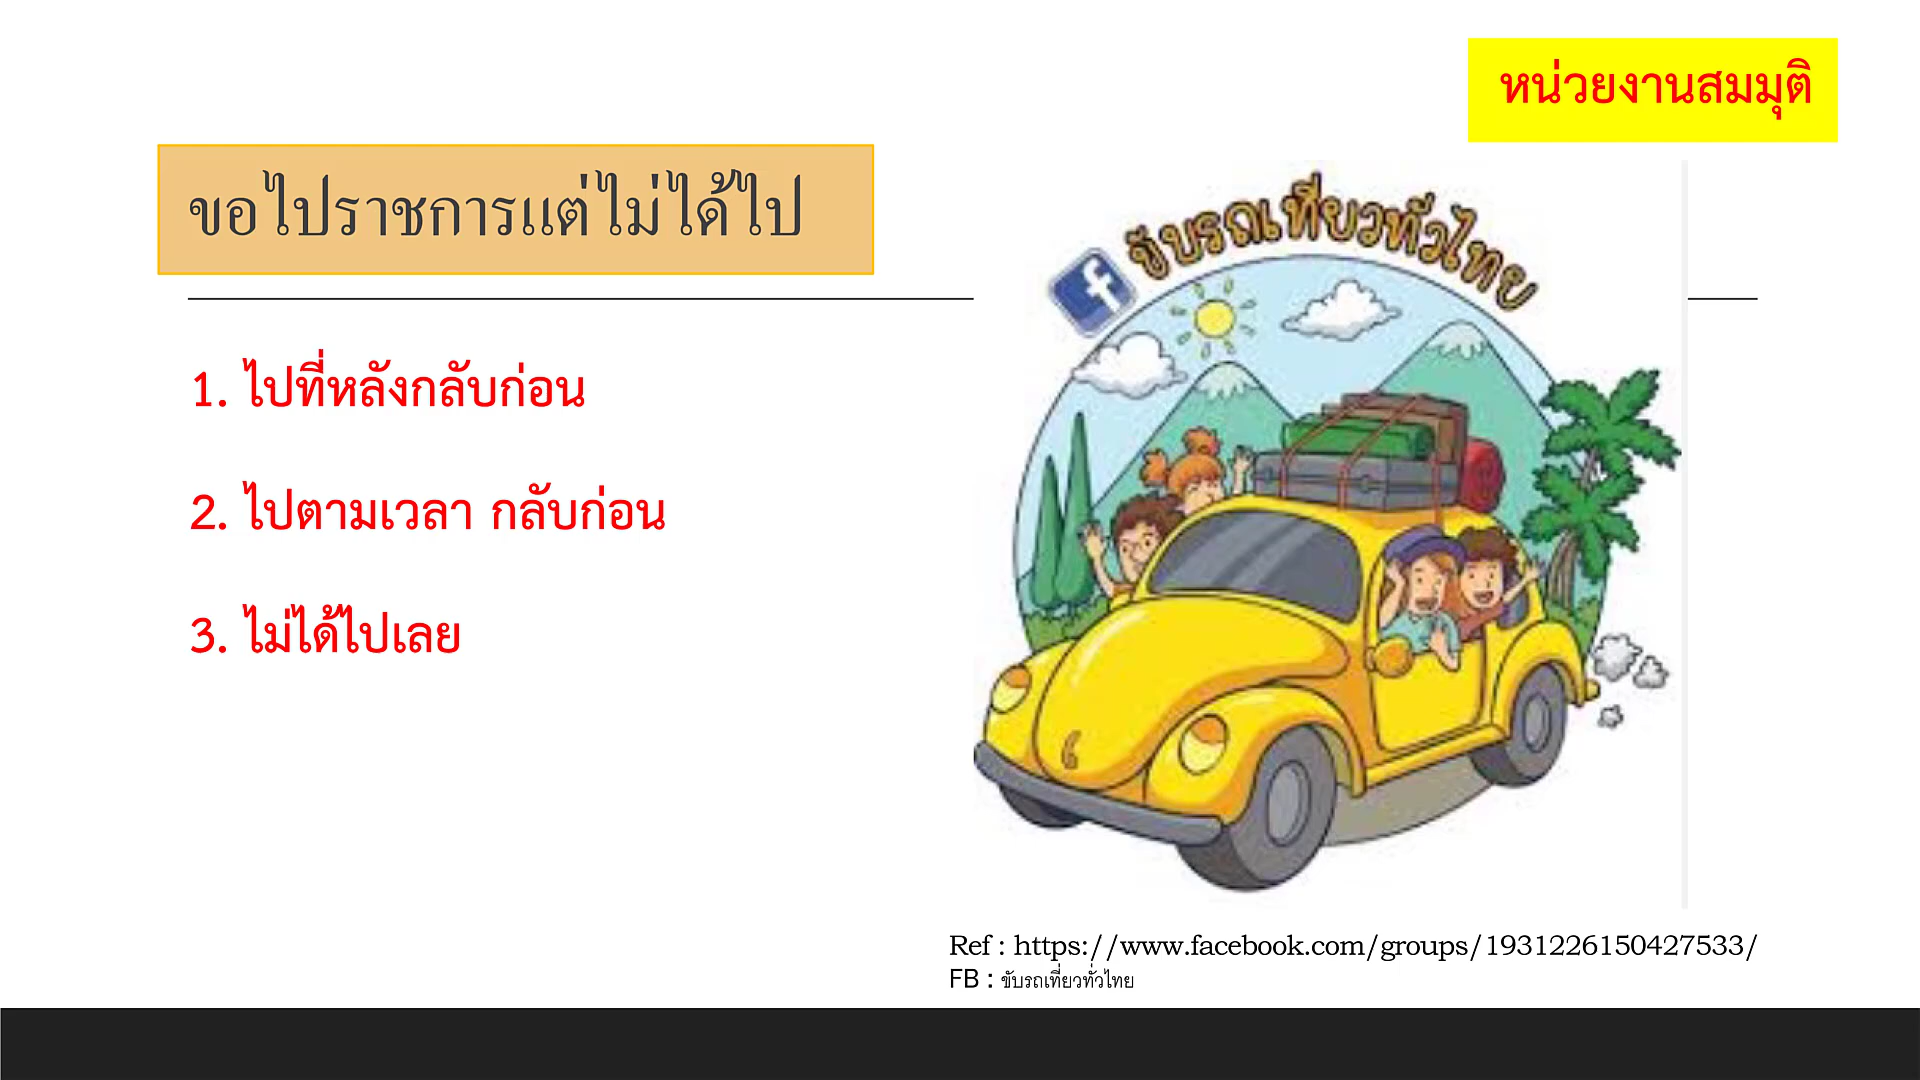 หน่วยงานสมมุติ
ขอไปราชการแต่ไม่ได้ไป
ขับรถเที่ยวทั่วไทย
f
1. ไปที่หลังกลับก่อน
2. ไปตามเวลา กลับก่อน
3. ไม่ได้ไปเลย
Ref : https://www.facebook.com/groups/1931226150427533/
FB : ขับรถเที่ยวทั่วไทย